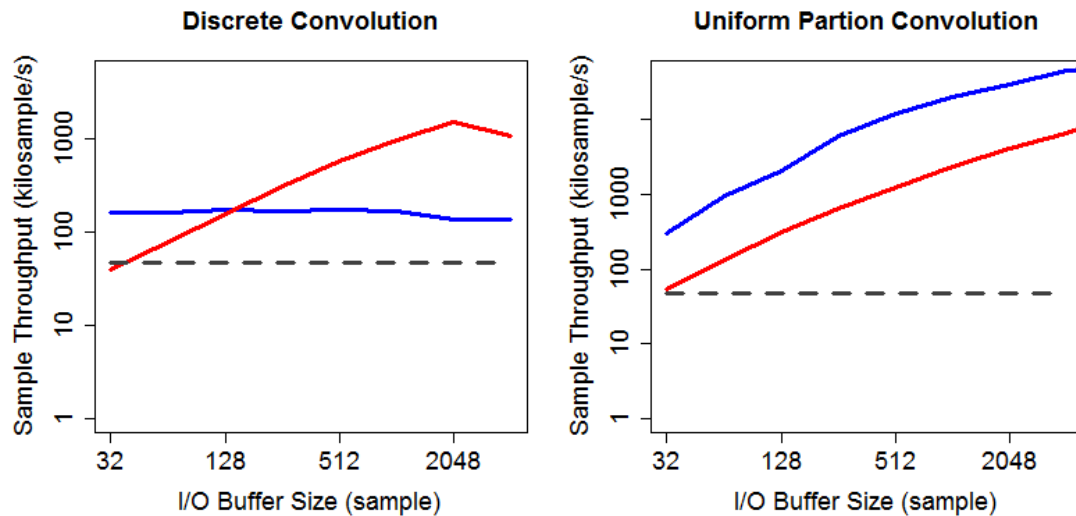 Discrete Convolution
Sample Throughput (kilosample/s)
1000
100
10
1
32 128 512 2048
I/O Buffer Size (sample)
Uniform Partion Convolution
Sample Throughput (kilosample/s)
1000
100
10
1
32 128 512 2048
I/O Buffer Size (sample)